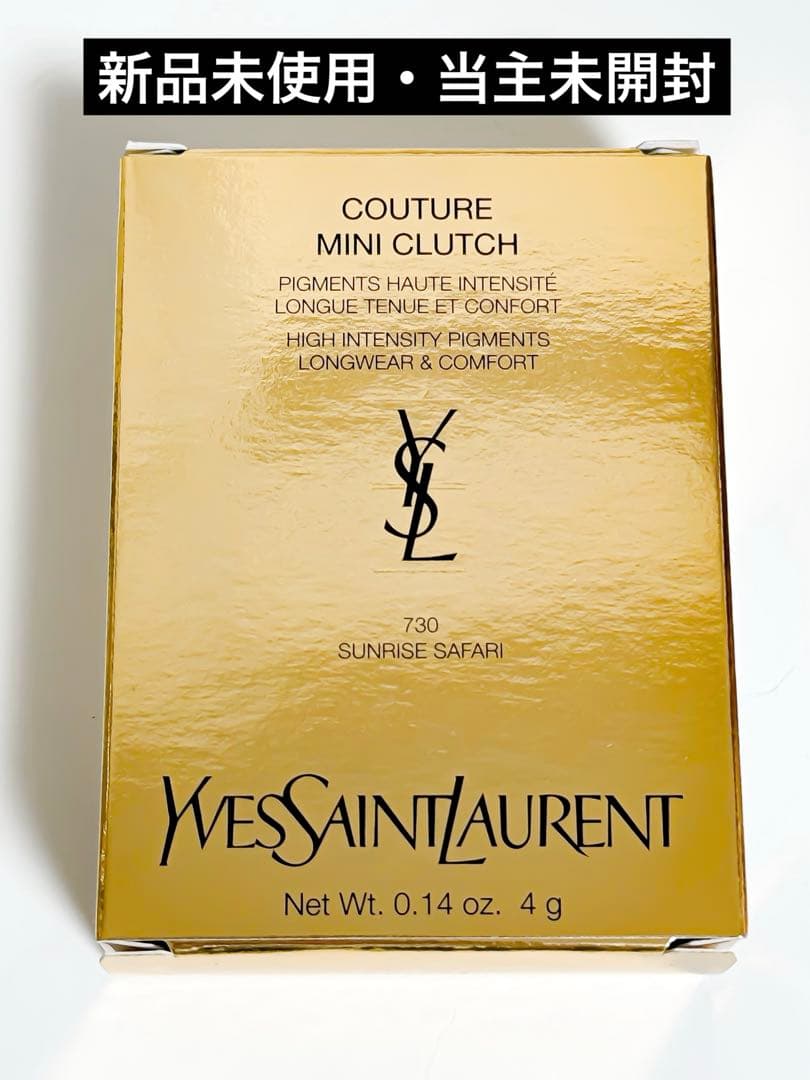 新品未使用・当主未開封
COUTURE
MINI CLUTCH
PIGMENTS HAUTE INTENSITÉ
LONGUE TENUE ET CONFORT
HIGH INTENSITY PIGMENTS
LONGWEAR & COMFORT
YSL
730
SUNRISE SAFARI
YVESSAINTLAURENT
Net Wt. 0.14 oz. 4 g